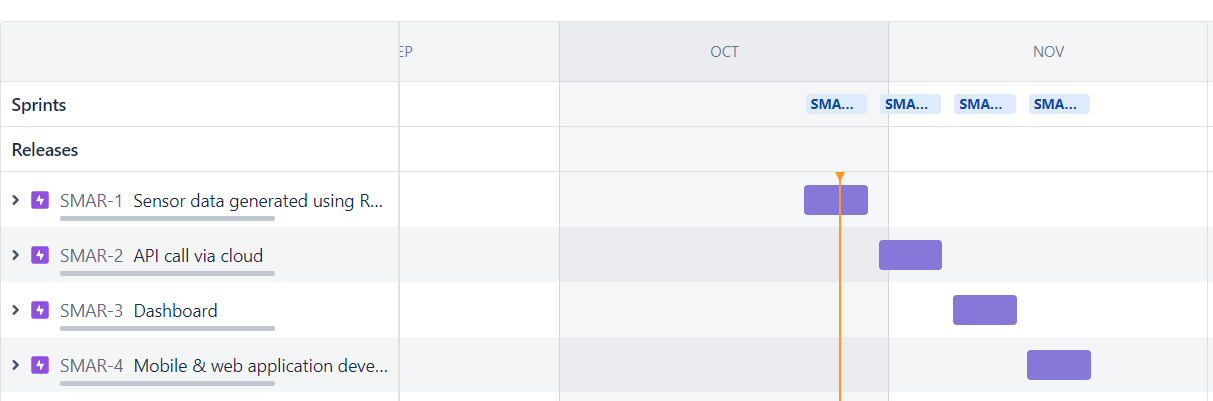 EP OCT NOV
Sprints SMA... SMA... SMA... SMA...
Releases
SMAR-1 Sensor data generated using R...
SMAR-2 API call via cloud
SMAR-3 Dashboard
SMAR-4 Mobile & web application deve...